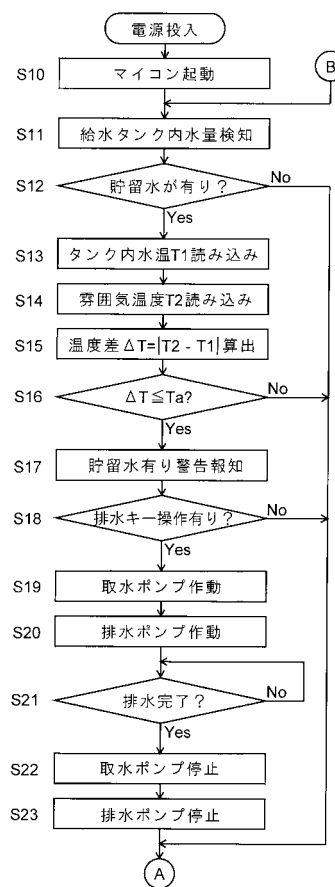 電源投入
S10 マイコン起動
B
S11 給水タンク内水量検知
S12 貯留水が有り？ No
Yes
S13 タンク内水温T1読み込み
S14 雰囲気温度T2読み込み
S15 温度差ΔT=|T2 - T1|算出
S16 ΔT≦Ta? No
Yes
S17 貯留水有り警告報知
S18 排水キー操作有り？ No
Yes
S19 取水ポンプ作動
S20 排水ポンプ作動
S21 排水完了？ No
Yes
S22 取水ポンプ停止
S23 排水ポンプ停止
A